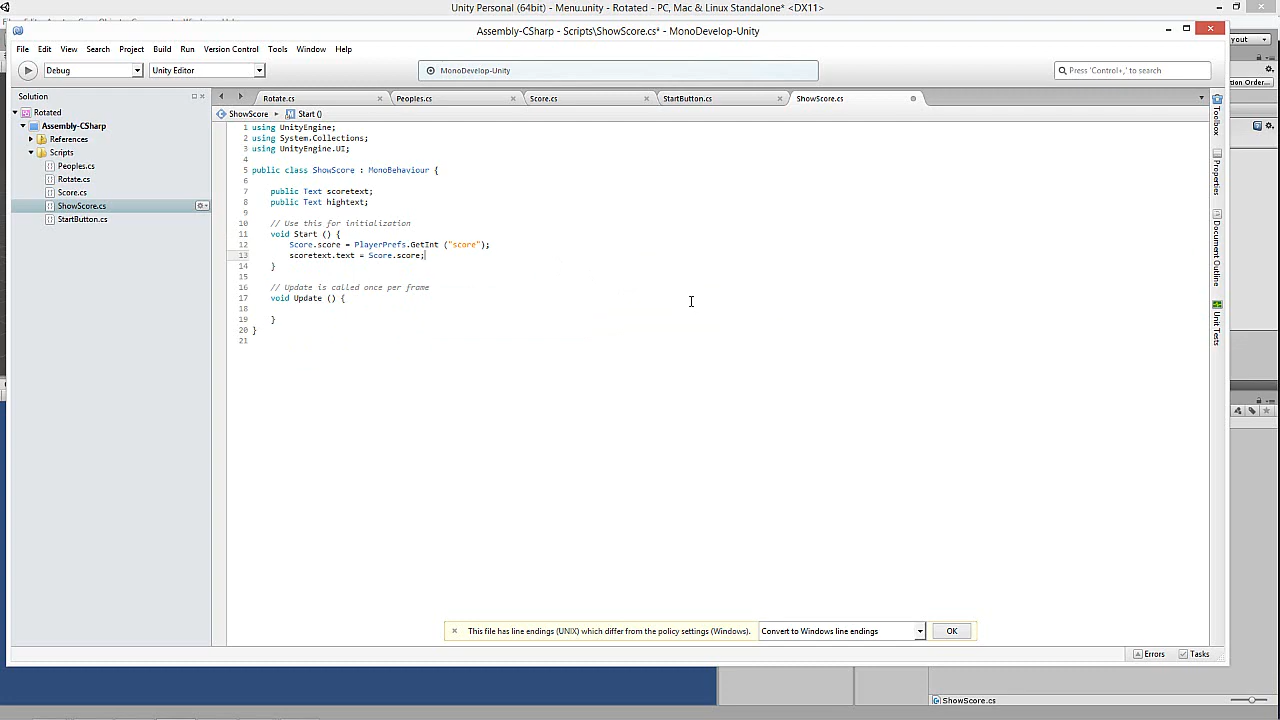 Unity Personal (64bit) - Menu.unity - Rotated - PC, Mac & Linux Standalone* <DX11>
Assembly-CSharp - Scripts\ShowScore.cs* - MonoDevelop-Unity
File Edit View Search Project Build Run Version Control Tools Window Help
Debug Unity Editor MonoDevelop-Unity Press 'Control+,' to search
Solution
Rotate.cs Peoples.cs Score.cs StartButton.cs ShowScore.cs
Rotated
Assembly-CSharp
References
Scripts
Peoples.cs
Rotate.cs
Score.cs
ShowScore.cs
StartButton.cs
ShowScore Start ()
1 using UnityEngine;
2 using System.Collections;
3 using UnityEngine.UI;
4
5 public class ShowScore : MonoBehaviour {
6
7 public Text scoretext;
8 public Text hightext;
9
10 // Use this for initialization
11 void Start () {
12 Score.score = PlayerPrefs.GetInt ("score");
13 scoretext.text = Score.score;
14 }
15
16 // Update is called once per frame
17 void Update () {
18
19 }
20 }
21
Toolbox
Properties
Document Outline
Unit Tests
This file has line endings (UNIX) which differ from the policy settings (Windows). Convert to Windows line endings OK
Errors Tasks
ShowScore.cs